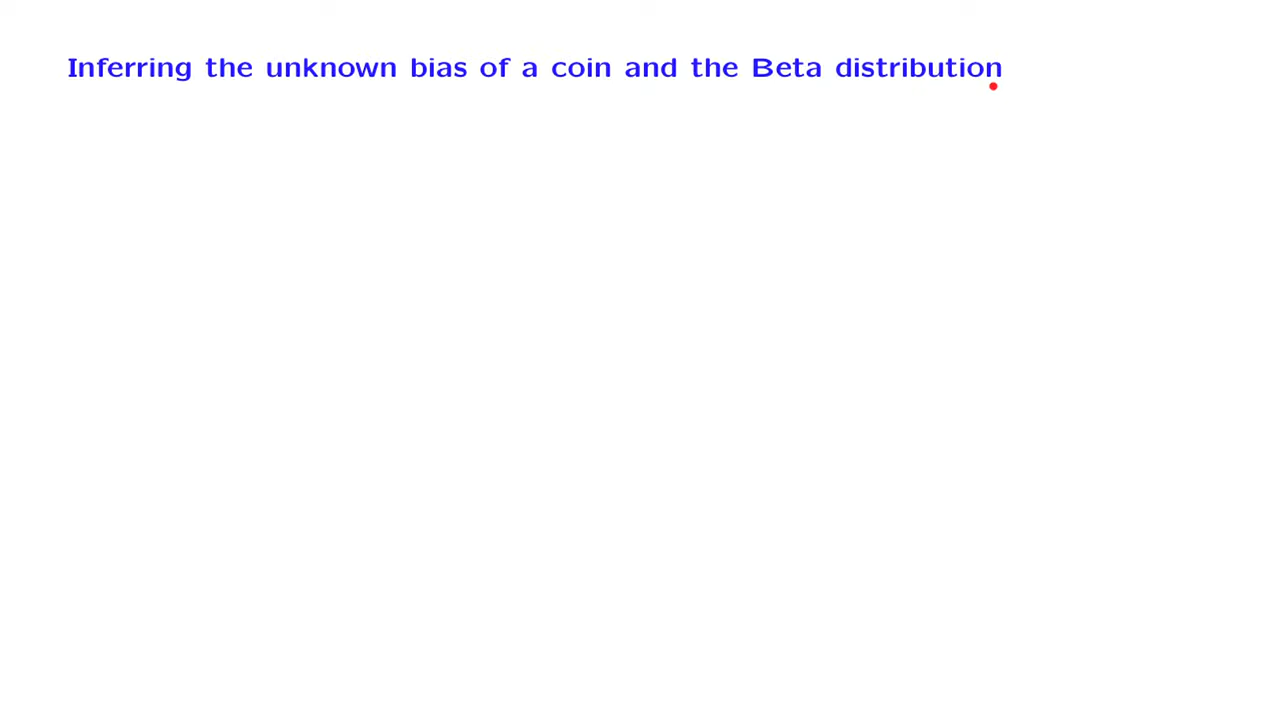 Inferring the unknown bias of a coin and the Beta distribution